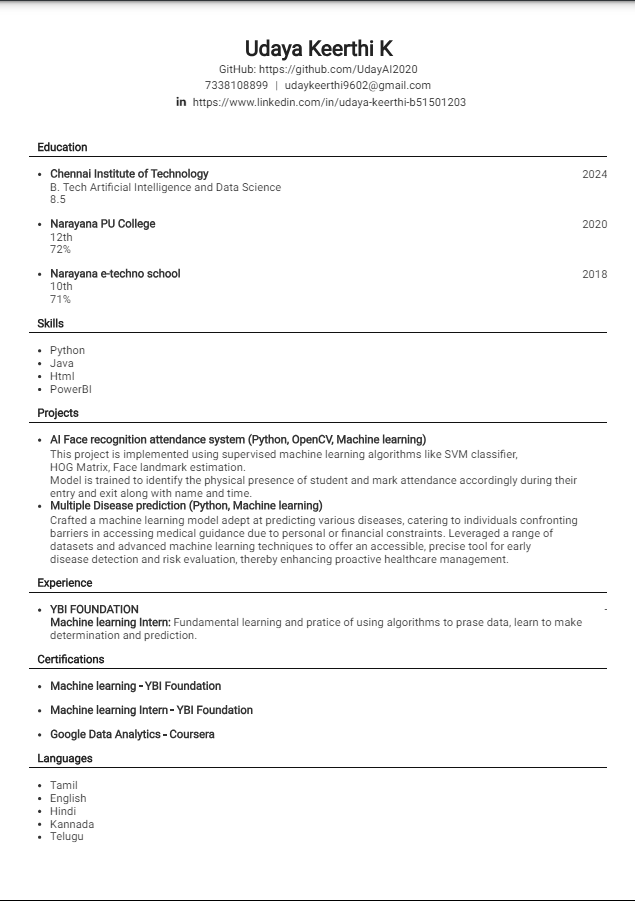 Udaya Keerthi K
GitHub: https://github.com/UdayAI2020
7338108899 | udaykeerthi9602@gmail.com
in https://www.linkedin.com/in/udaya-keerthi-b51501203
Education
• Chennai Institute of Technology 2024
B. Tech Artificial Intelligence and Data Science
8.5
• Narayana PU College 2020
12th
72%
• Narayana e-techno school 2018
10th
71%
Skills
• Python
• Java
• Html
• PowerBI
Projects
• AI Face recognition attendance system (Python, OpenCV, Machine learning)
This project is implemented using supervised machine learning algorithms like SVM classifier,
HOG Matrix, Face landmark estimation.
Model is trained to identify the physical presence of student and mark attendance accordingly during their
entry and exit along with name and time.
• Multiple Disease prediction (Python, Machine learning)
Crafted a machine learning model adept at predicting various diseases, catering to individuals confronting
barriers in accessing medical guidance due to personal or financial constraints. Leveraged a range of
datasets and advanced machine learning techniques to offer an accessible, precise tool for early
disease detection and risk evaluation, thereby enhancing proactive healthcare management.
Experience
• YBI FOUNDATION -
Machine learning Intern: Fundamental learning and pratice of using algorithms to prase data, learn to make
determination and prediction.
Certifications
• Machine learning - YBI Foundation
• Machine learning Intern - YBI Foundation
• Google Data Analytics - Coursera
Languages
• Tamil
• English
• Hindi
• Kannada
• Telugu